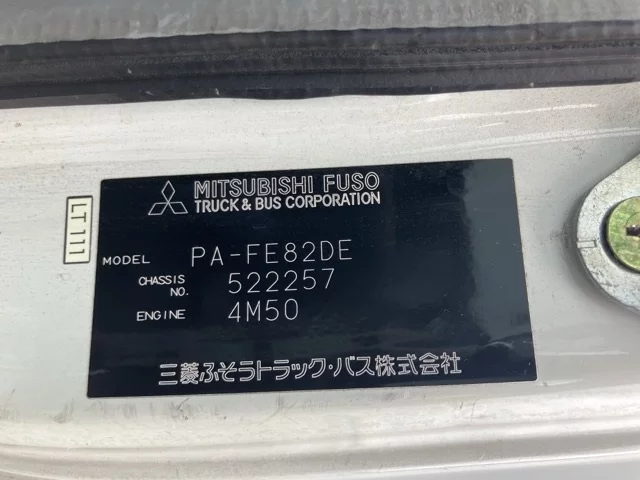 MITSUBISHI FUSO
TRUCK & BUS CORPORATION
LT111
MODEL PA-FE82DE
CHASSIS NO. 522257
ENGINE 4M50
三菱ふそうトラック・バス株式会社